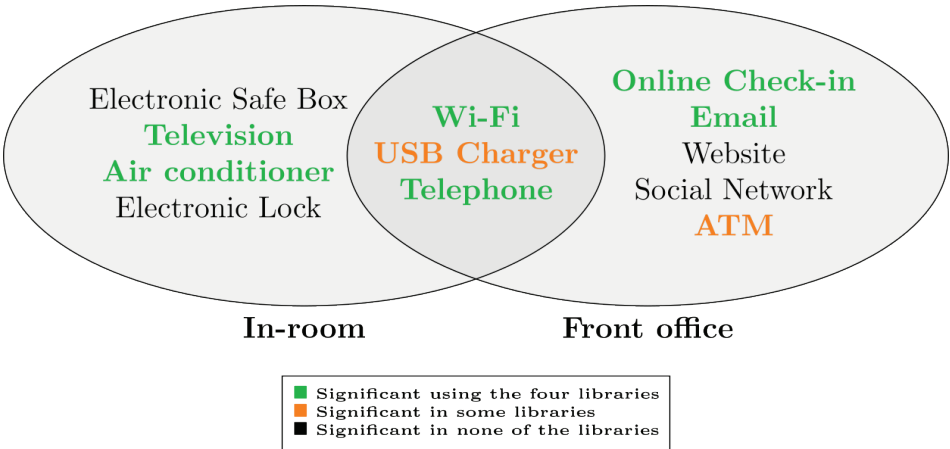 Electronic Safe Box
Television
Air conditioner
Electronic Lock
Wi-Fi
USB Charger
Telephone
Online Check-in
Email
Website
Social Network
ATM
In-room
Front office
Significant using the four libraries
Significant in some libraries
Significant in none of the libraries